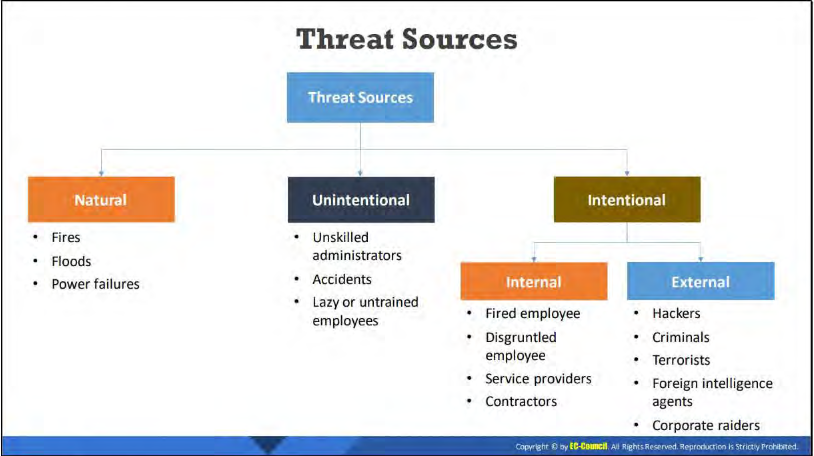 Threat Sources
Threat Sources
Natural
• Fires
• Floods
• Power failures
Unintentional
• Unskilled
administrators
• Accidents
• Lazy or untrained
employees
Intentional
Internal
• Fired employee
• Disgruntled
employee
• Service providers
• Contractors
External
• Hackers
• Criminals
• Terrorists
• Foreign intelligence
agents
• Corporate raiders
Copyright © by EC-Council. All Rights Reserved. Reproduction is Strictly Prohibited.